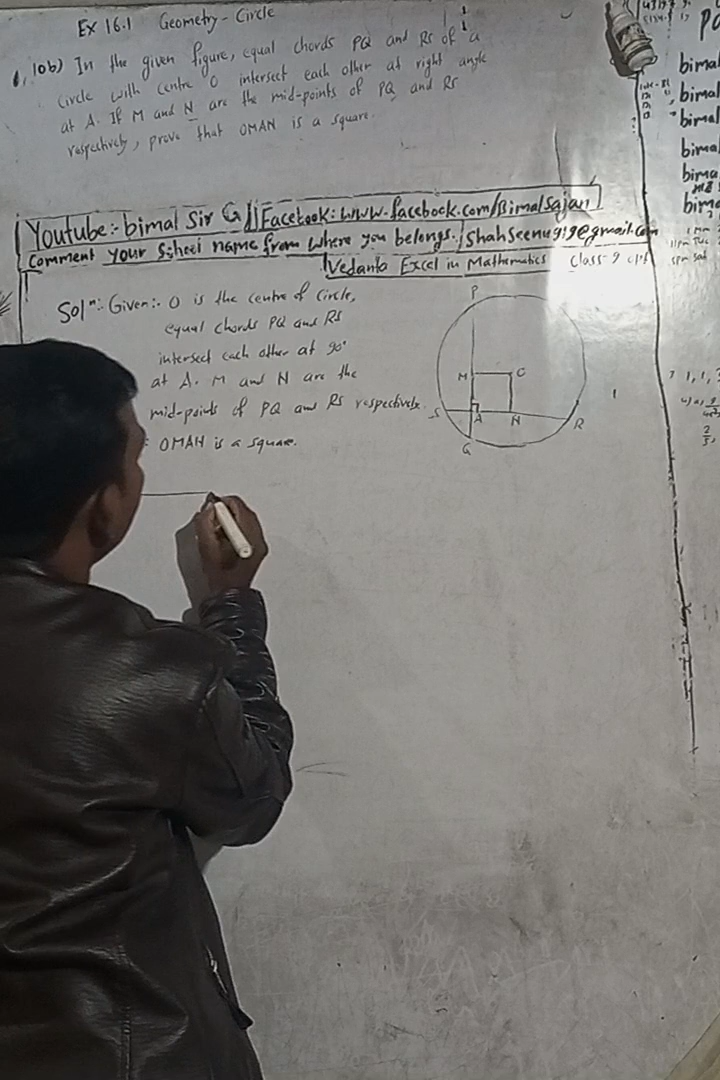 Ex 16.1 Geometry - Circle
10b) In the given figure, equal chords PQ and RS of a
circle with centre O intersect each other at right angle
at A. If M and N are the mid-points of PQ and RS
respectively, prove that OMAN is a square.
Youtube:- bimal Sir G Facebook: www.facebook.com/Bimalsajan
Comment your School name from where you belongs. / Shahseenu919@gmail.com
Vedanta Excel in Mathematics Class-9
Solⁿ:- Given:- O is the centre of circle,
equal chords PQ and RS
intersect each other at 90°
at A. M and N are the
mid-points of PQ and RS respectively.
OMAN is a square.
P
M
O
S
A
N
R
Q
bimal
bimal
bimal
bimal
bima
bima